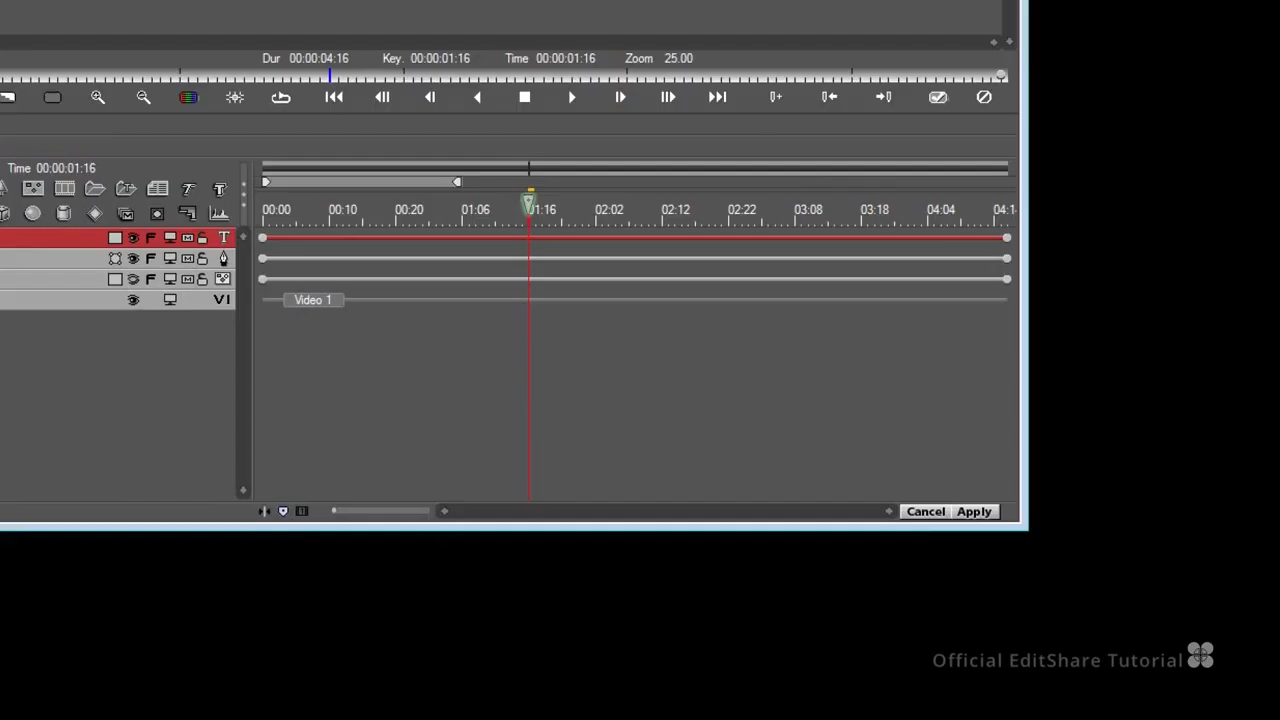 Dur 00:00:04:16 Key. 00:00:01:16 Time 00:00:01:16 Zoom 25.00
Time 00:00:01:16
00:00 00:10 00:20 01:06 01:16 02:02 02:12 02:22 03:08 03:18 04:04 04:1
F T
F
F
V1 Video 1
Cancel Apply
Official EditShare Tutorial